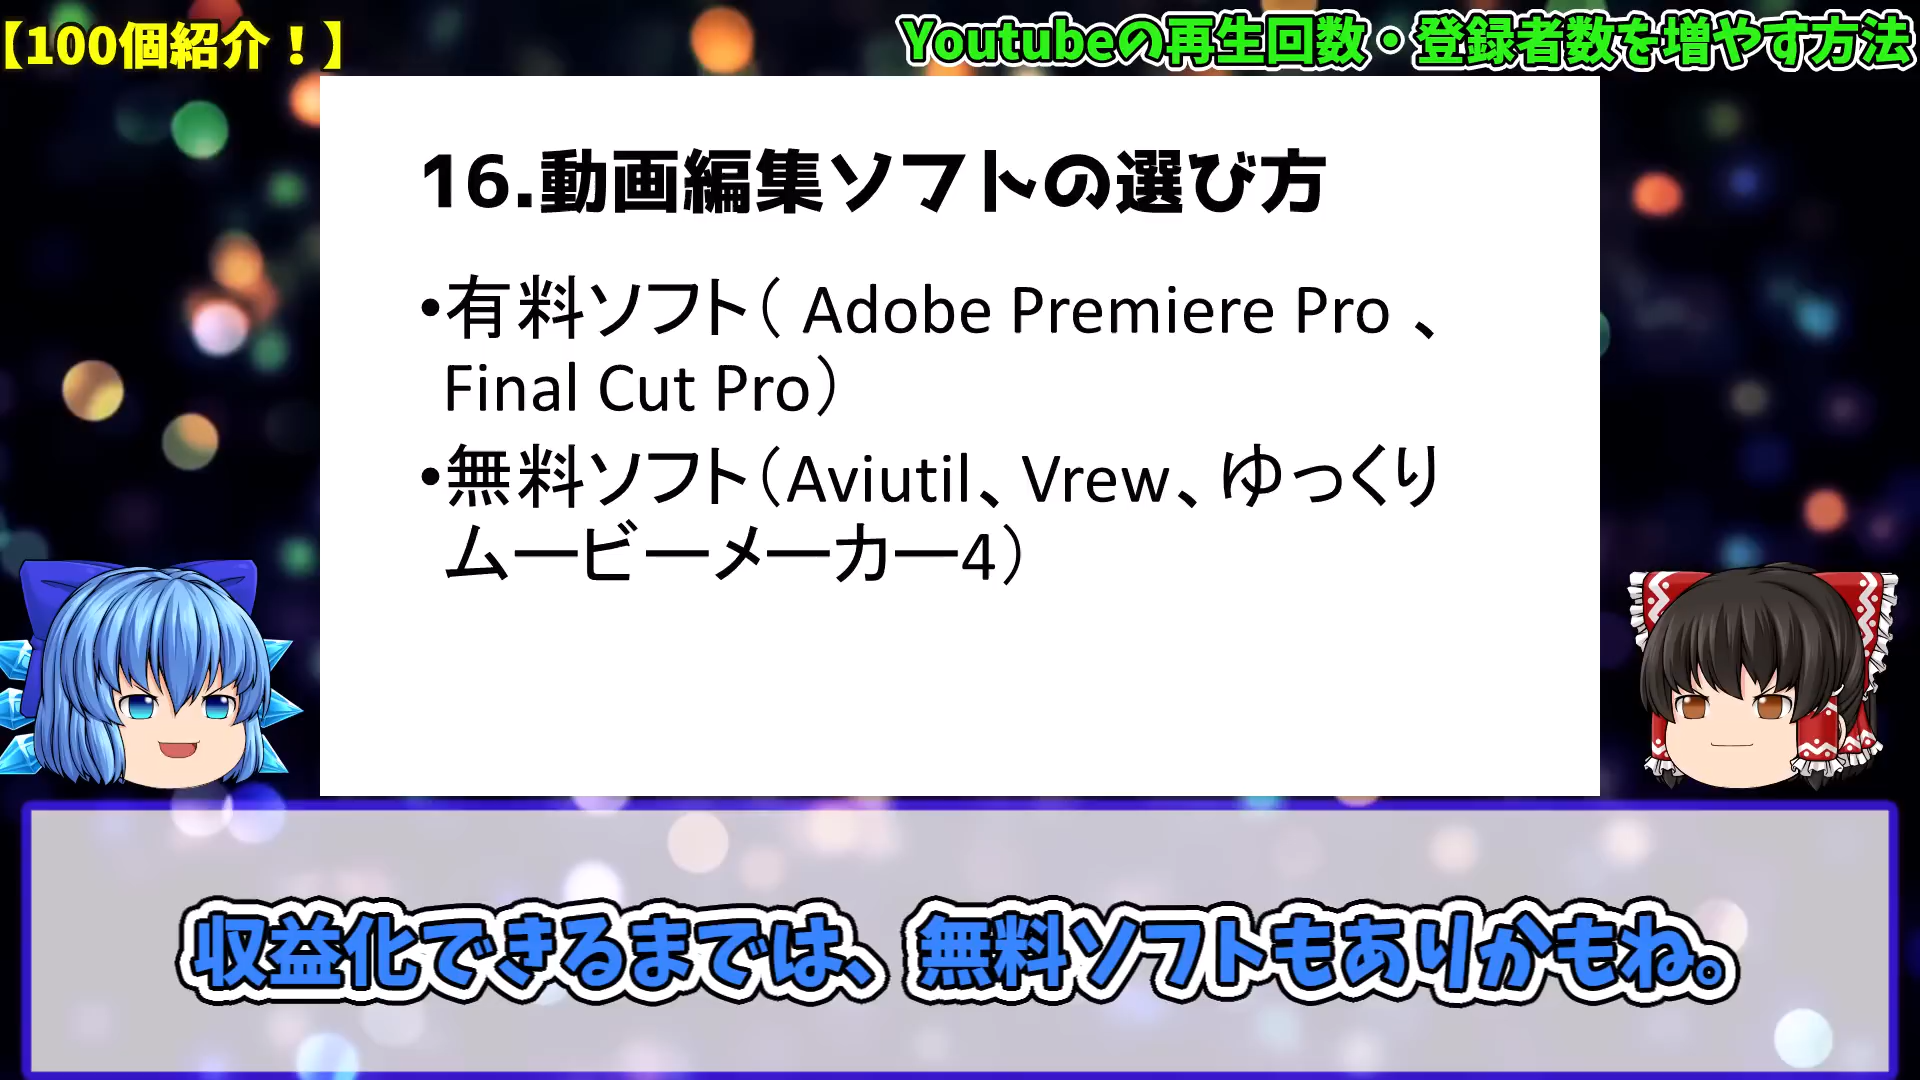 【100個紹介！】
Youtubeの再生回数・登録者数を増やす方法
16.動画編集ソフトの選び方
•有料ソフト（ Adobe Premiere Pro 、
Final Cut Pro）
•無料ソフト（Aviutil、Vrew、ゆっくり
ムービーメーカー4）
収益化できるまでは、無料ソフトもありかもね。